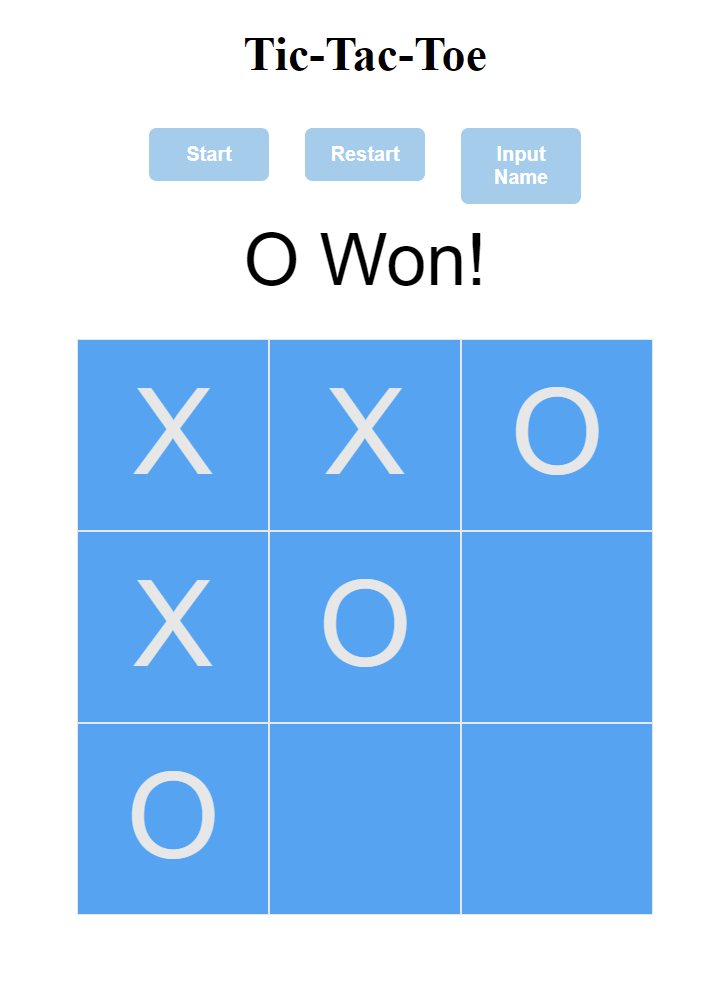 Tic-Tac-Toe
Start Restart Input
Name
O Won!
X X O
X O
O